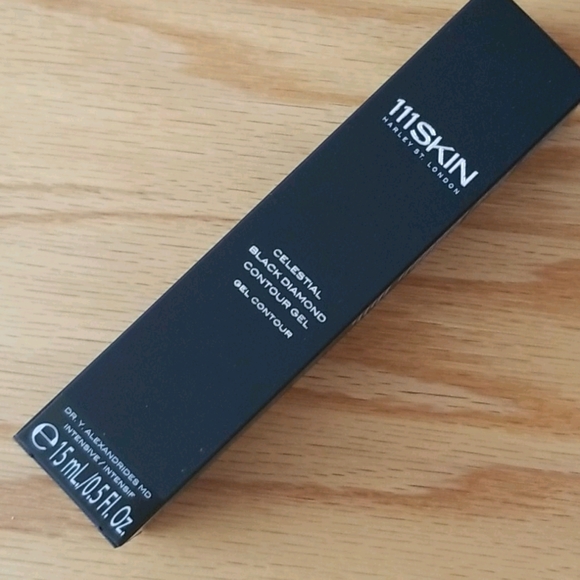 111SKIN
HARLEY ST. LONDON
CELESTIAL
BLACK DIAMOND
CONTOUR GEL
GEL CONTOUR
DR. Y. ALEXANDRIDES MD
INTENSIVE / INTENSIF
e 15 mL./0.5 Fl. Oz.